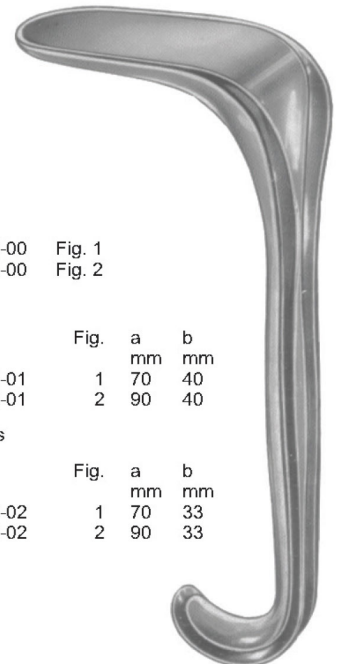 -00 Fig. 1
-00 Fig. 2
Fig. a b
mm mm
-01 1 70 40
-01 2 90 40
s
Fig. a b
mm mm
-02 1 70 33
-02 2 90 33